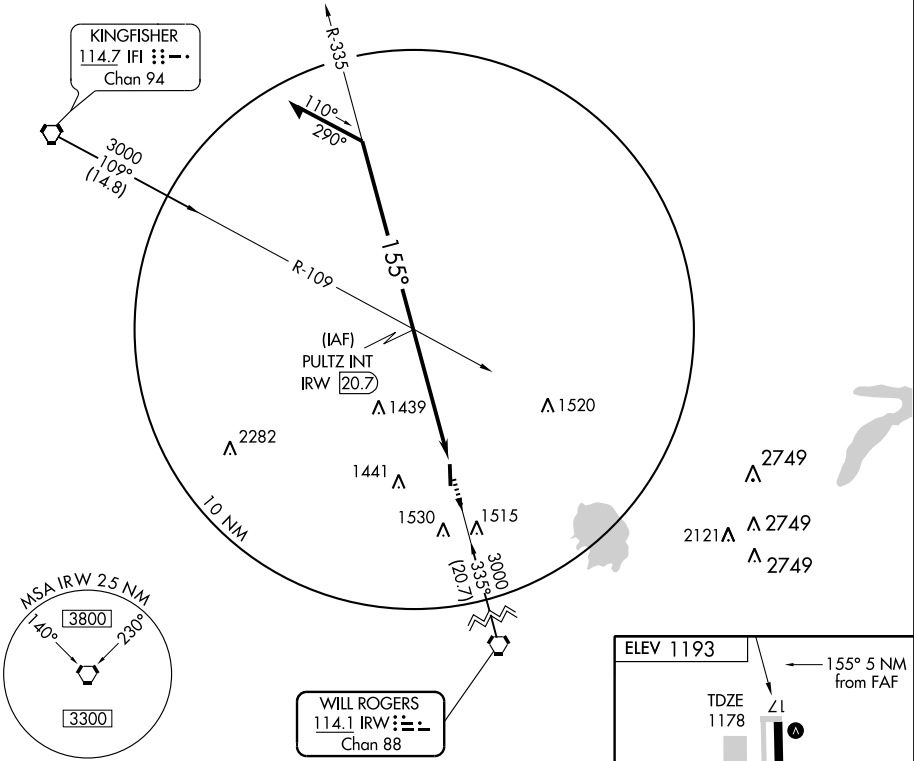 KINGFISHER
114.7 IFI
Chan 94
R-335
110°
290°
3000
109°
(14.8)
R-109
155°
(IAF)
PULTZ INT
IRW 20.7
1439
1520
2282
1441
1530
1515
2749
2749
2121
2749
10 NM
3000
335°
(20.7)
MSA IRW 25 NM
3800
140°
230°
3300
WILL ROGERS
114.1 IRW
Chan 88
ELEV 1193
155° 5 NM
from FAF
TDZE
1178
17
A